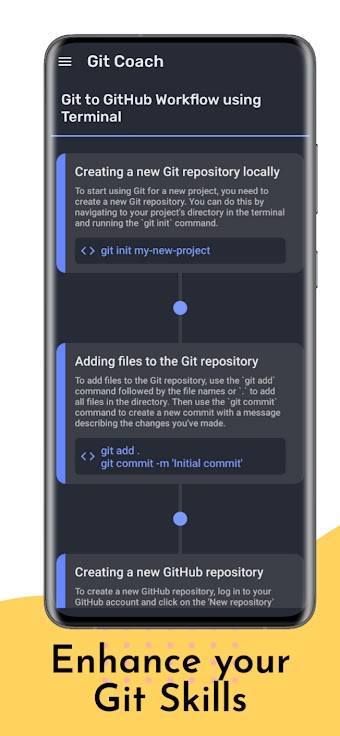 Git Coach
Git to GitHub Workflow using
Terminal
Creating a new Git repository locally
To start using Git for a new project, you need to
create a new Git repository. You can do this by
navigating to your project's directory in the terminal
and running the `git init` command.
<> git init my-new-project
Adding files to the Git repository
To add files to the Git repository, use the `git add`
command followed by the file names or `.` to add
all files in the directory. Then use the `git commit`
command to create a new commit with a message
describing the changes you've made.
<> git add .
git commit -m 'Initial commit'
Creating a new GitHub repository
To create a new GitHub repository, log in to your
GitHub account and click on the 'New repository'
Enhance your
Git Skills